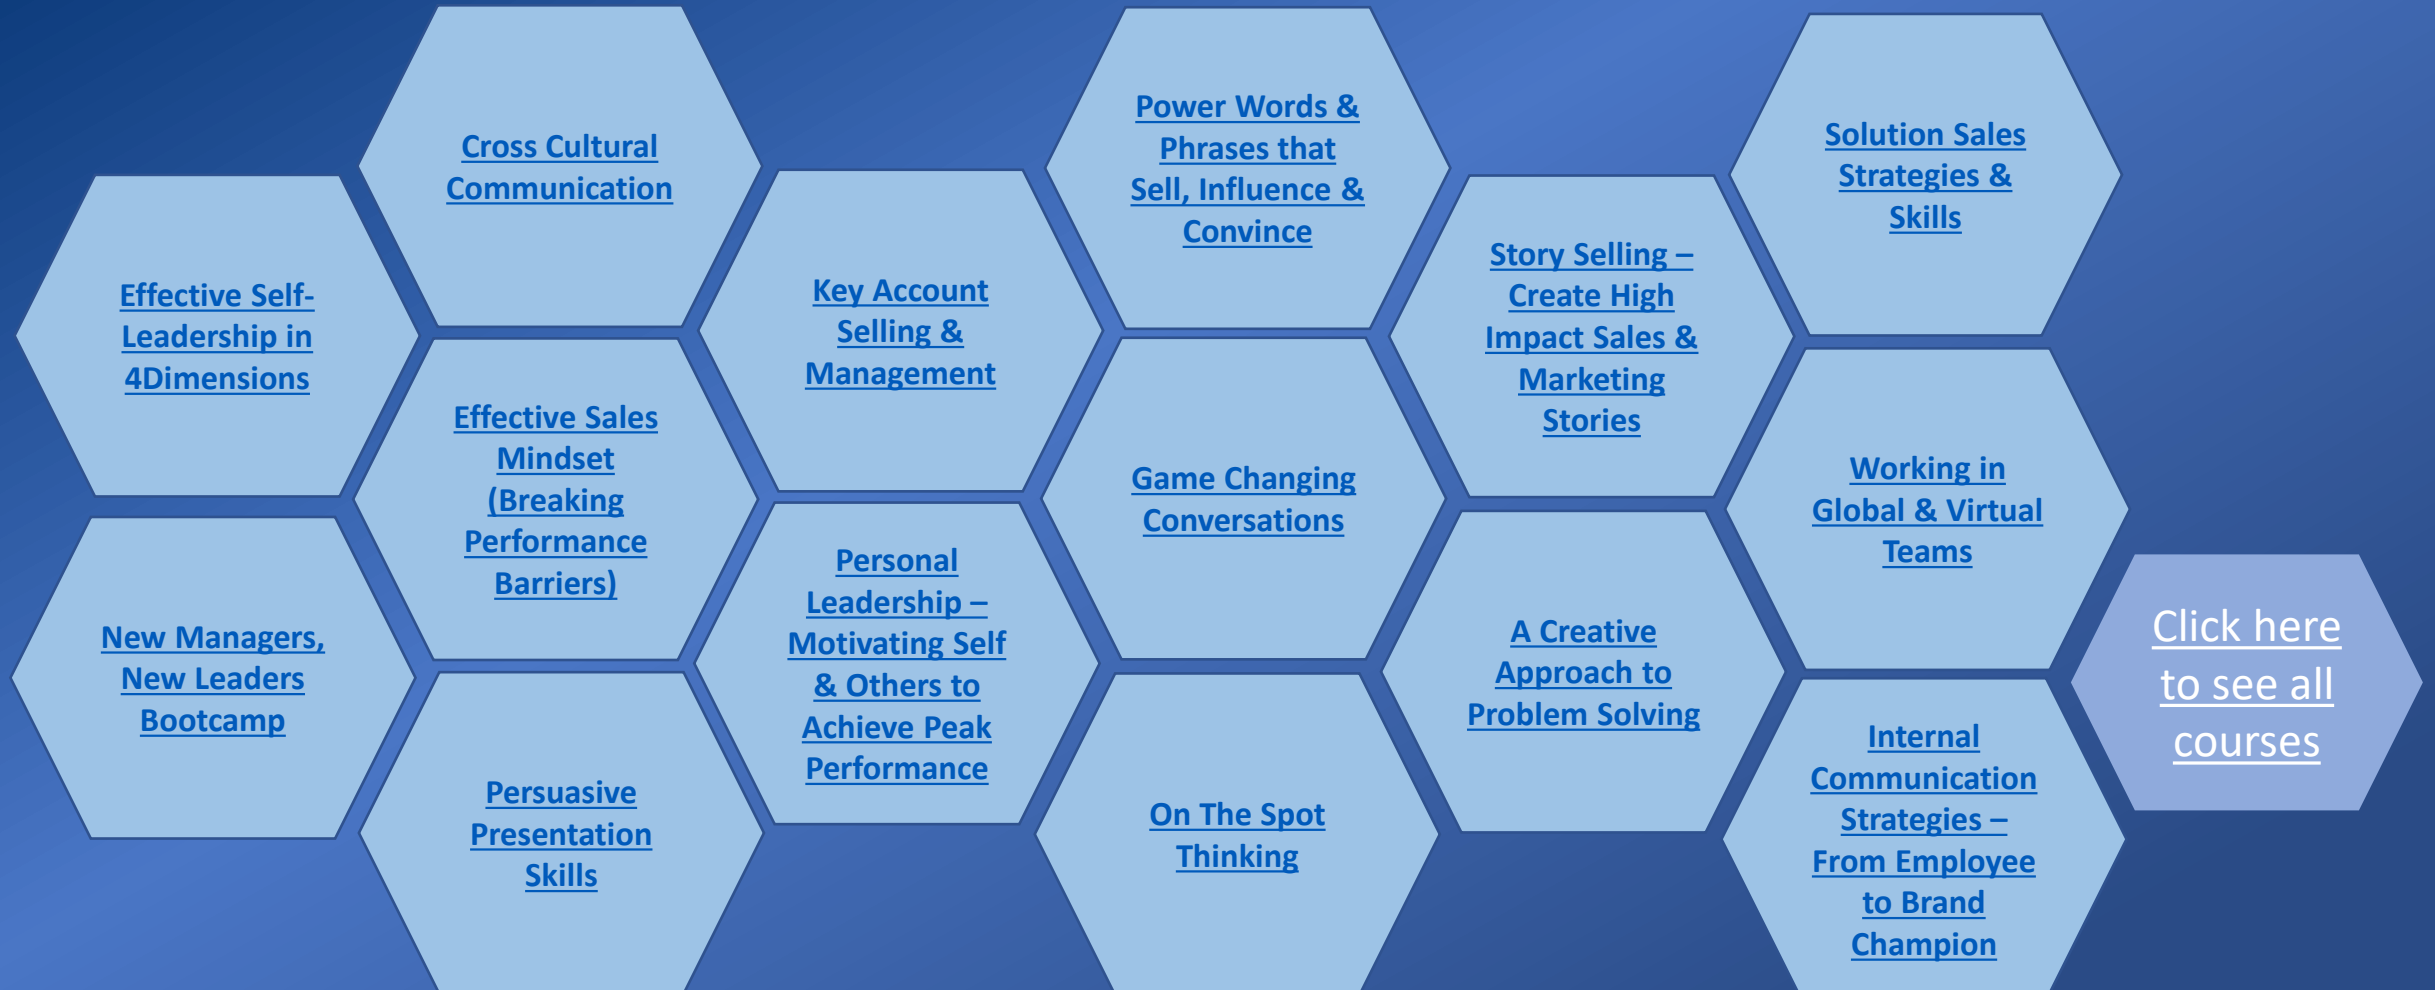 Effective Self-
Leadership in
4Dimensions
New Managers,
New Leaders
Bootcamp
Cross Cultural
Communication
Effective Sales
Mindset
(Breaking
Performance
Barriers)
Persuasive
Presentation
Skills
Key Account
Selling &
Management
Personal
Leadership –
Motivating Self
& Others to
Achieve Peak
Performance
Power Words &
Phrases that
Sell, Influence &
Convince
Game Changing
Conversations
On The Spot
Thinking
Story Selling –
Create High
Impact Sales &
Marketing
Stories
A Creative
Approach to
Problem Solving
Solution Sales
Strategies &
Skills
Working in
Global & Virtual
Teams
Internal
Communication
Strategies –
From Employee
to Brand
Champion
Click here
to see all
courses